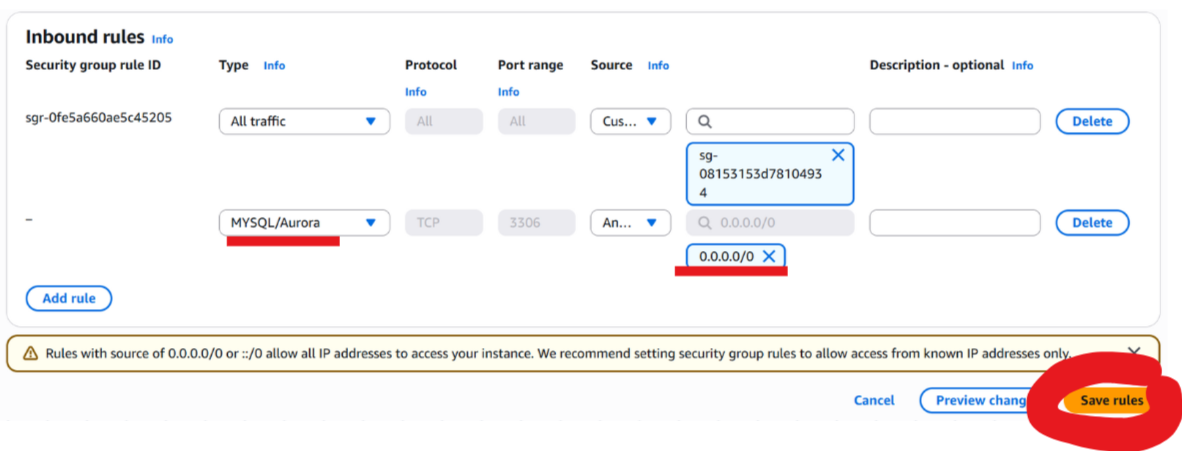 Inbound rules Info
Security group rule ID Type Info Protocol Info Port range Info Source Info Description - optional Info
sgr-0fe5a660ae5c45205 All traffic All All Cus... Delete
sg-
08153153d7810493
4
– MYSQL/Aurora TCP 3306 An... 0.0.0.0/0 Delete
0.0.0.0/0
Add rule
Rules with source of 0.0.0.0/0 or ::/0 allow all IP addresses to access your instance. We recommend setting security group rules to allow access from known IP addresses only.
Cancel Preview chang Save rules